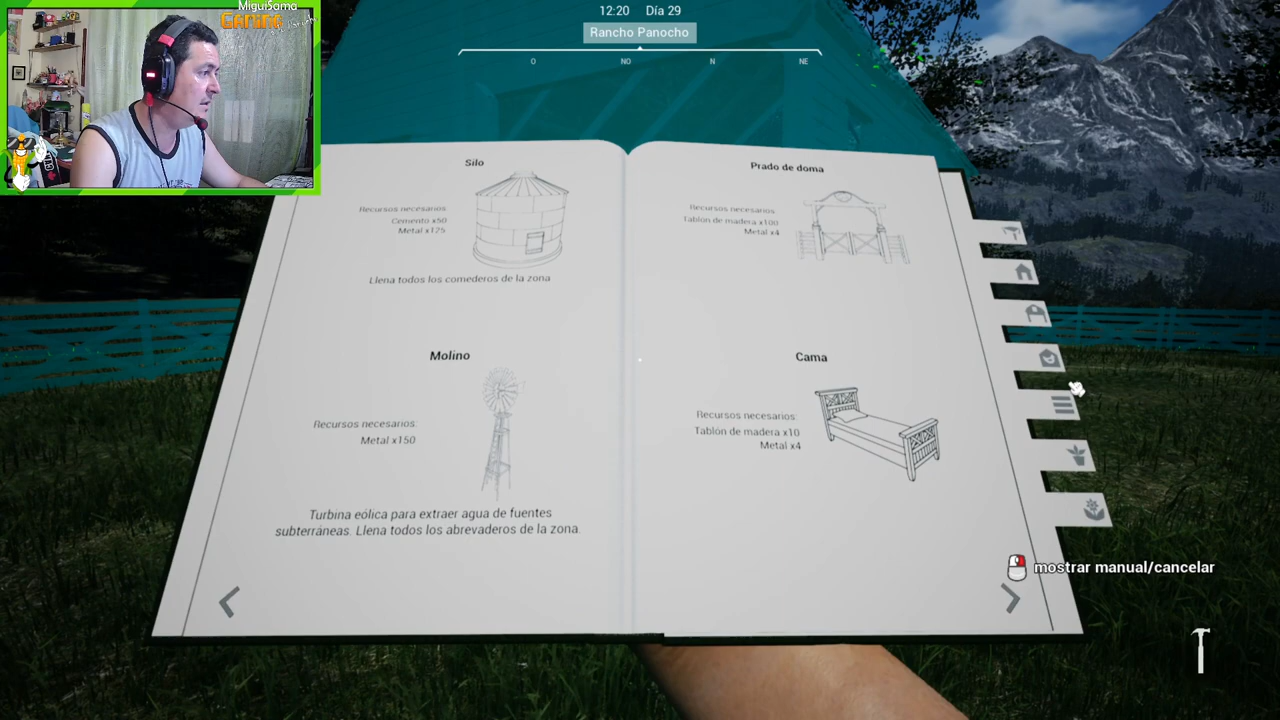 MiguiSama
GAMING
12:20 Día 29
Rancho Panocho
O NO N NE
Silo
Recursos necesarios
Cemento x50
Metal x125
Llena todos los comederos de la zona
Molino
Recursos necesarios:
Metal x150
Turbina eólica para extraer agua de fuentes
subterráneas. Llena todos los abrevaderos de la zona.
Prado de doma
Recursos necesarios
Tablón de madera x100
Metal x4
Cama
Recursos necesarios:
Tablón de madera x10
Metal x4
mostrar manual/cancelar